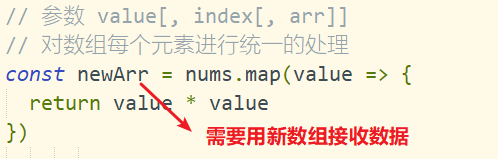 // 参数 value[, index[, arr]]
// 对数组每个元素进行统一的处理
const newArr = nums.map(value => {
  return value * value
})
需要用新数组接收数据